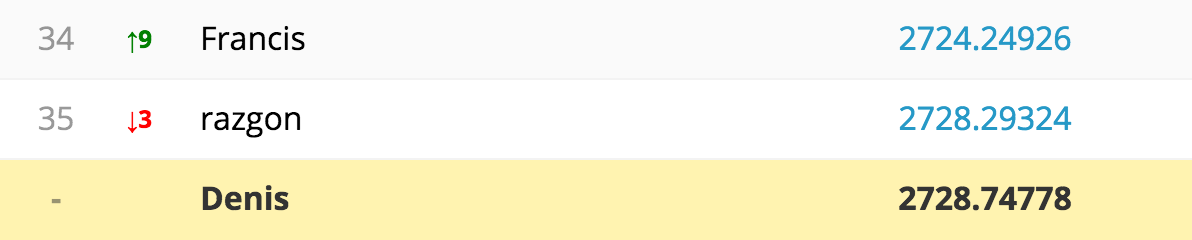 34 ↑9 Francis 2724.24926
35 ↓3 razgon 2728.29324
- Denis 2728.74778